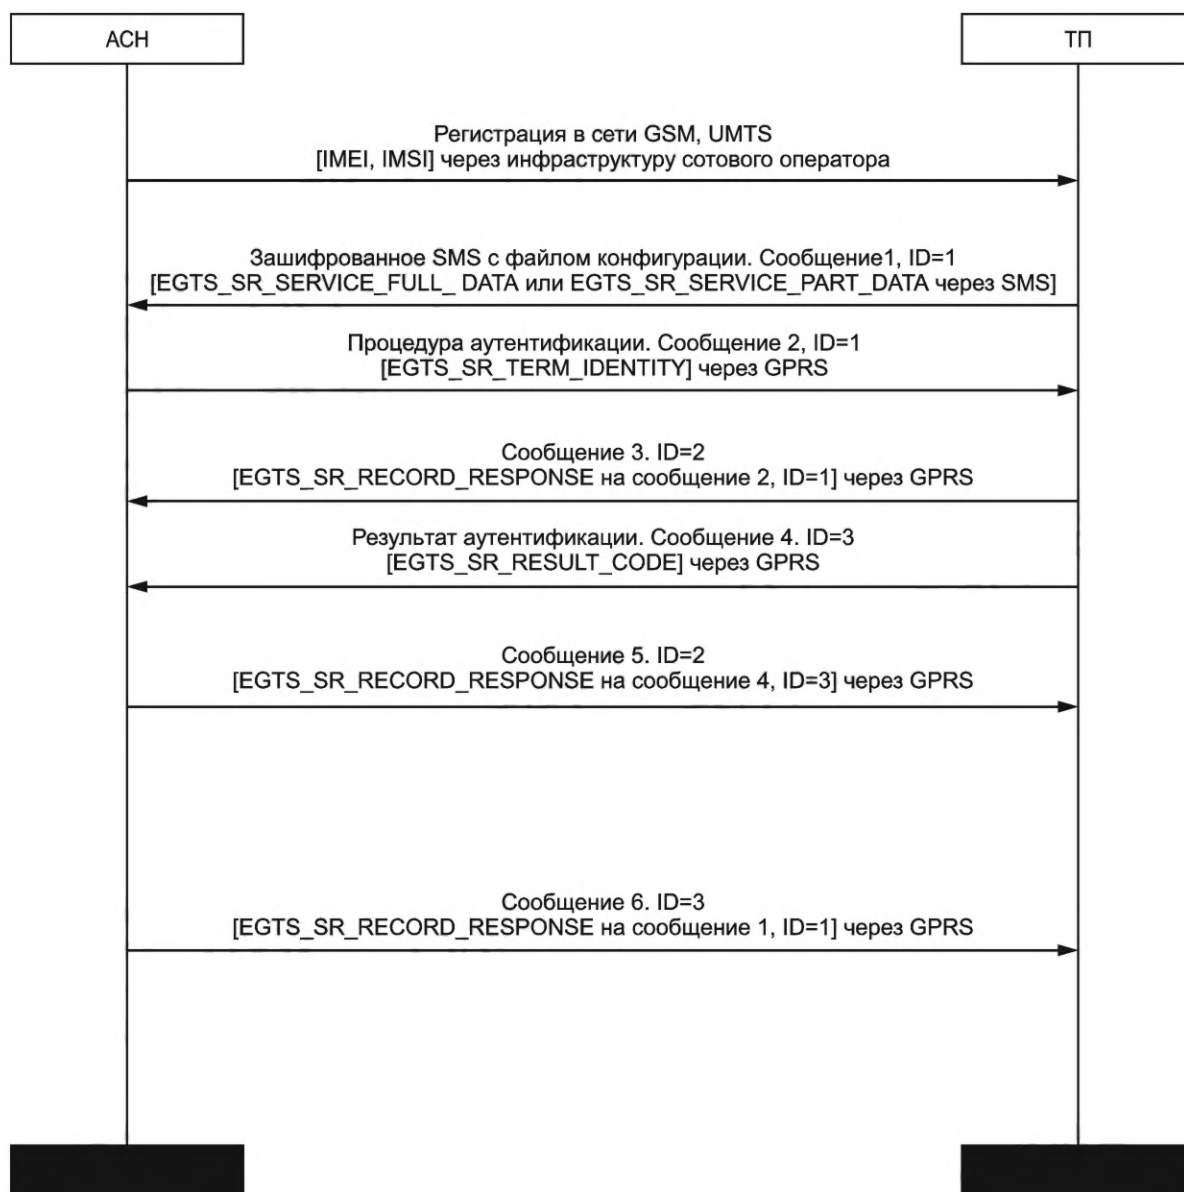 АСН
ТП
Регистрация в сети GSM, UMTS
[IMEI, IMSI] через инфраструктуру сотового оператора
Зашифрованное SMS с файлом конфигурации. Сообщение1, ID=1
[EGTS_SR_SERVICE_FULL_ DATA или EGTS_SR_SERVICE_PART_DATA через SMS]
Процедура аутентификации. Сообщение 2, ID=1
[EGTS_SR_TERM_IDENTITY] через GPRS
Сообщение 3. ID=2
[EGTS_SR_RECORD_RESPONSE на сообщение 2, ID=1] через GPRS
Результат аутентификации. Сообщение 4. ID=3
[EGTS_SR_RESULT_CODE] через GPRS
Сообщение 5. ID=2
[EGTS_SR_RECORD_RESPONSE на сообщение 4, ID=3] через GPRS
Сообщение 6. ID=3
[EGTS_SR_RECORD_RESPONSE на сообщение 1, ID=1] через GPRS